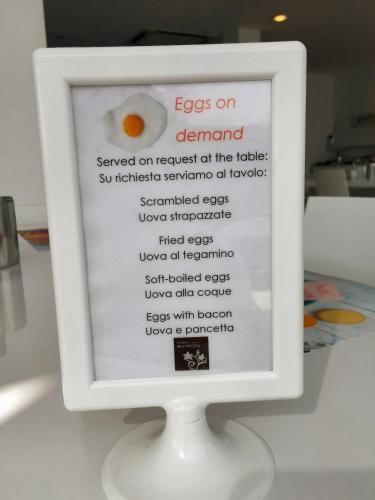 Eggs on
demand
Served on request at the table:
Su richiesta serviamo al tavolo:
Scrambled eggs
Uova strapazzate
Fried eggs
Uova al tegamino
Soft-boiled eggs
Uova alla coque
Eggs with bacon
Uova e pancetta